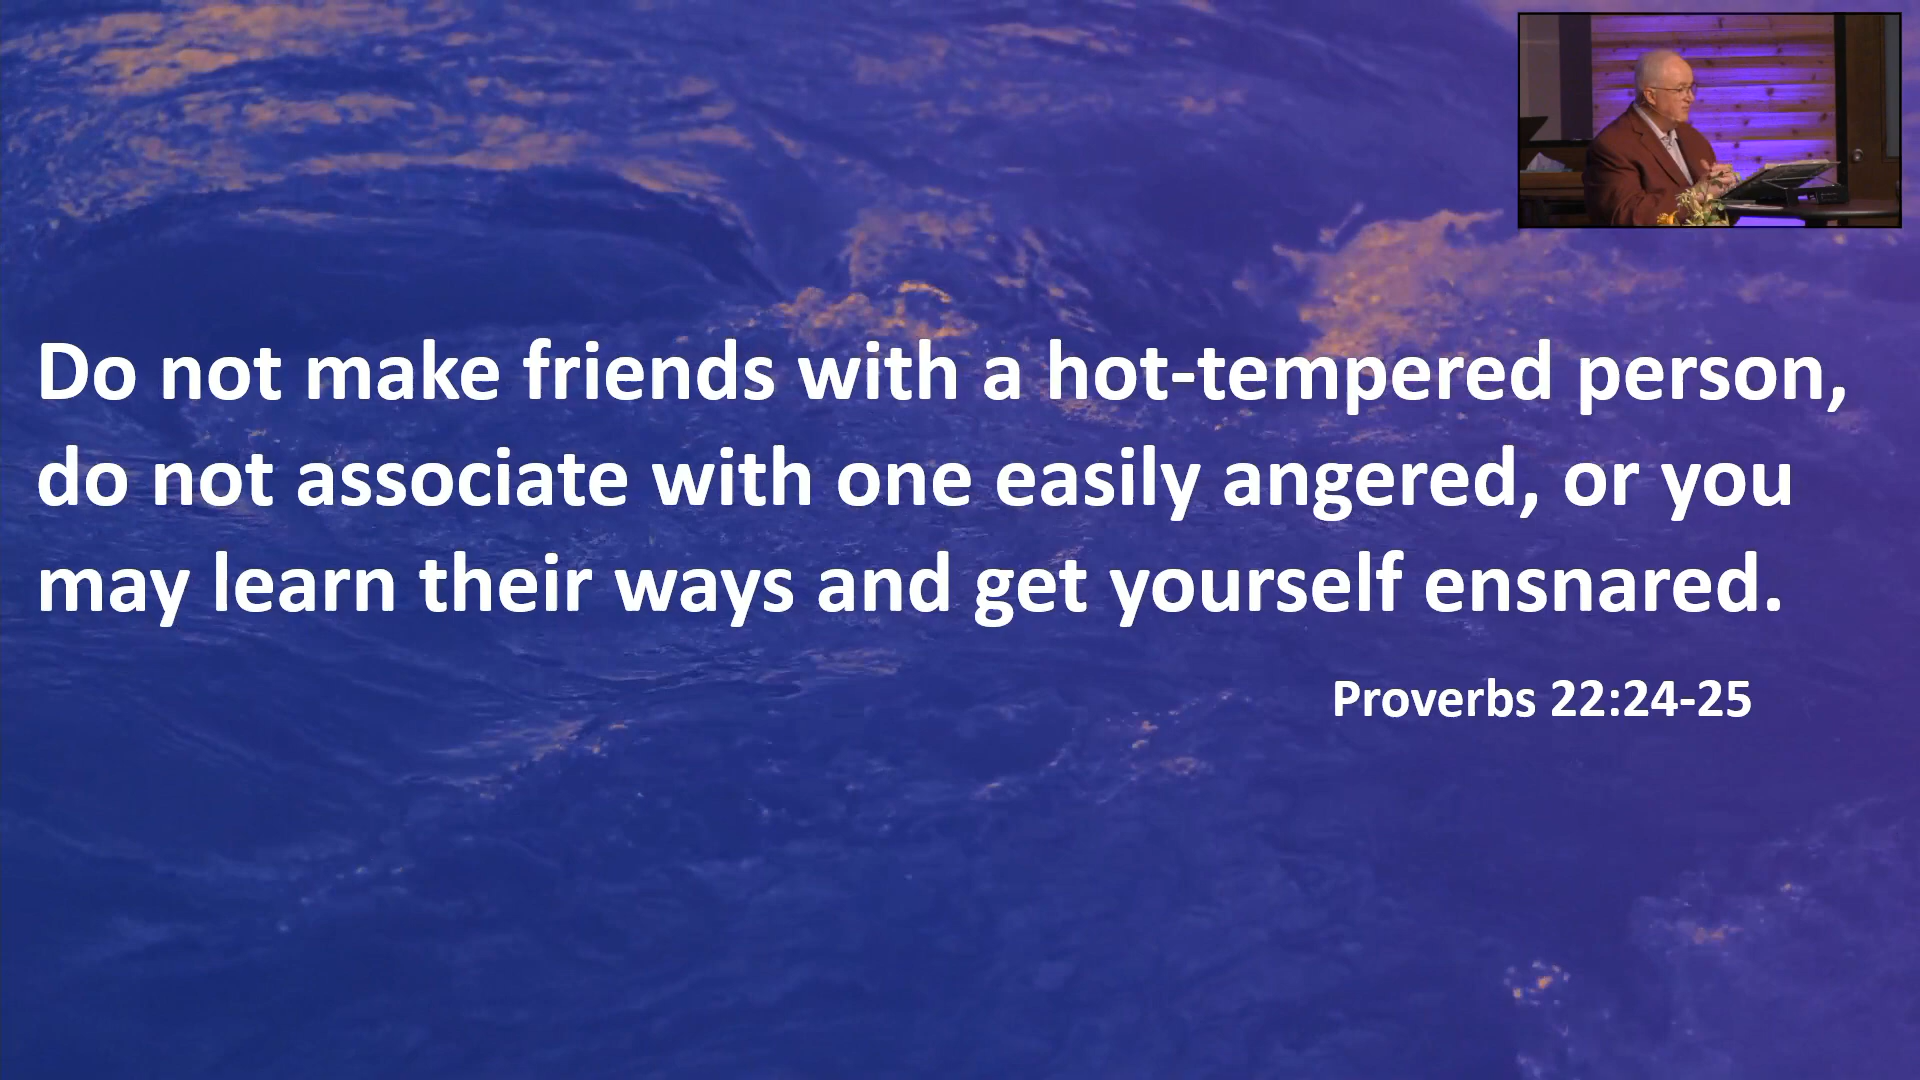 Do not make friends with a hot-tempered person,
do not associate with one easily angered, or you
may learn their ways and get yourself ensnared.
Proverbs 22:24-25